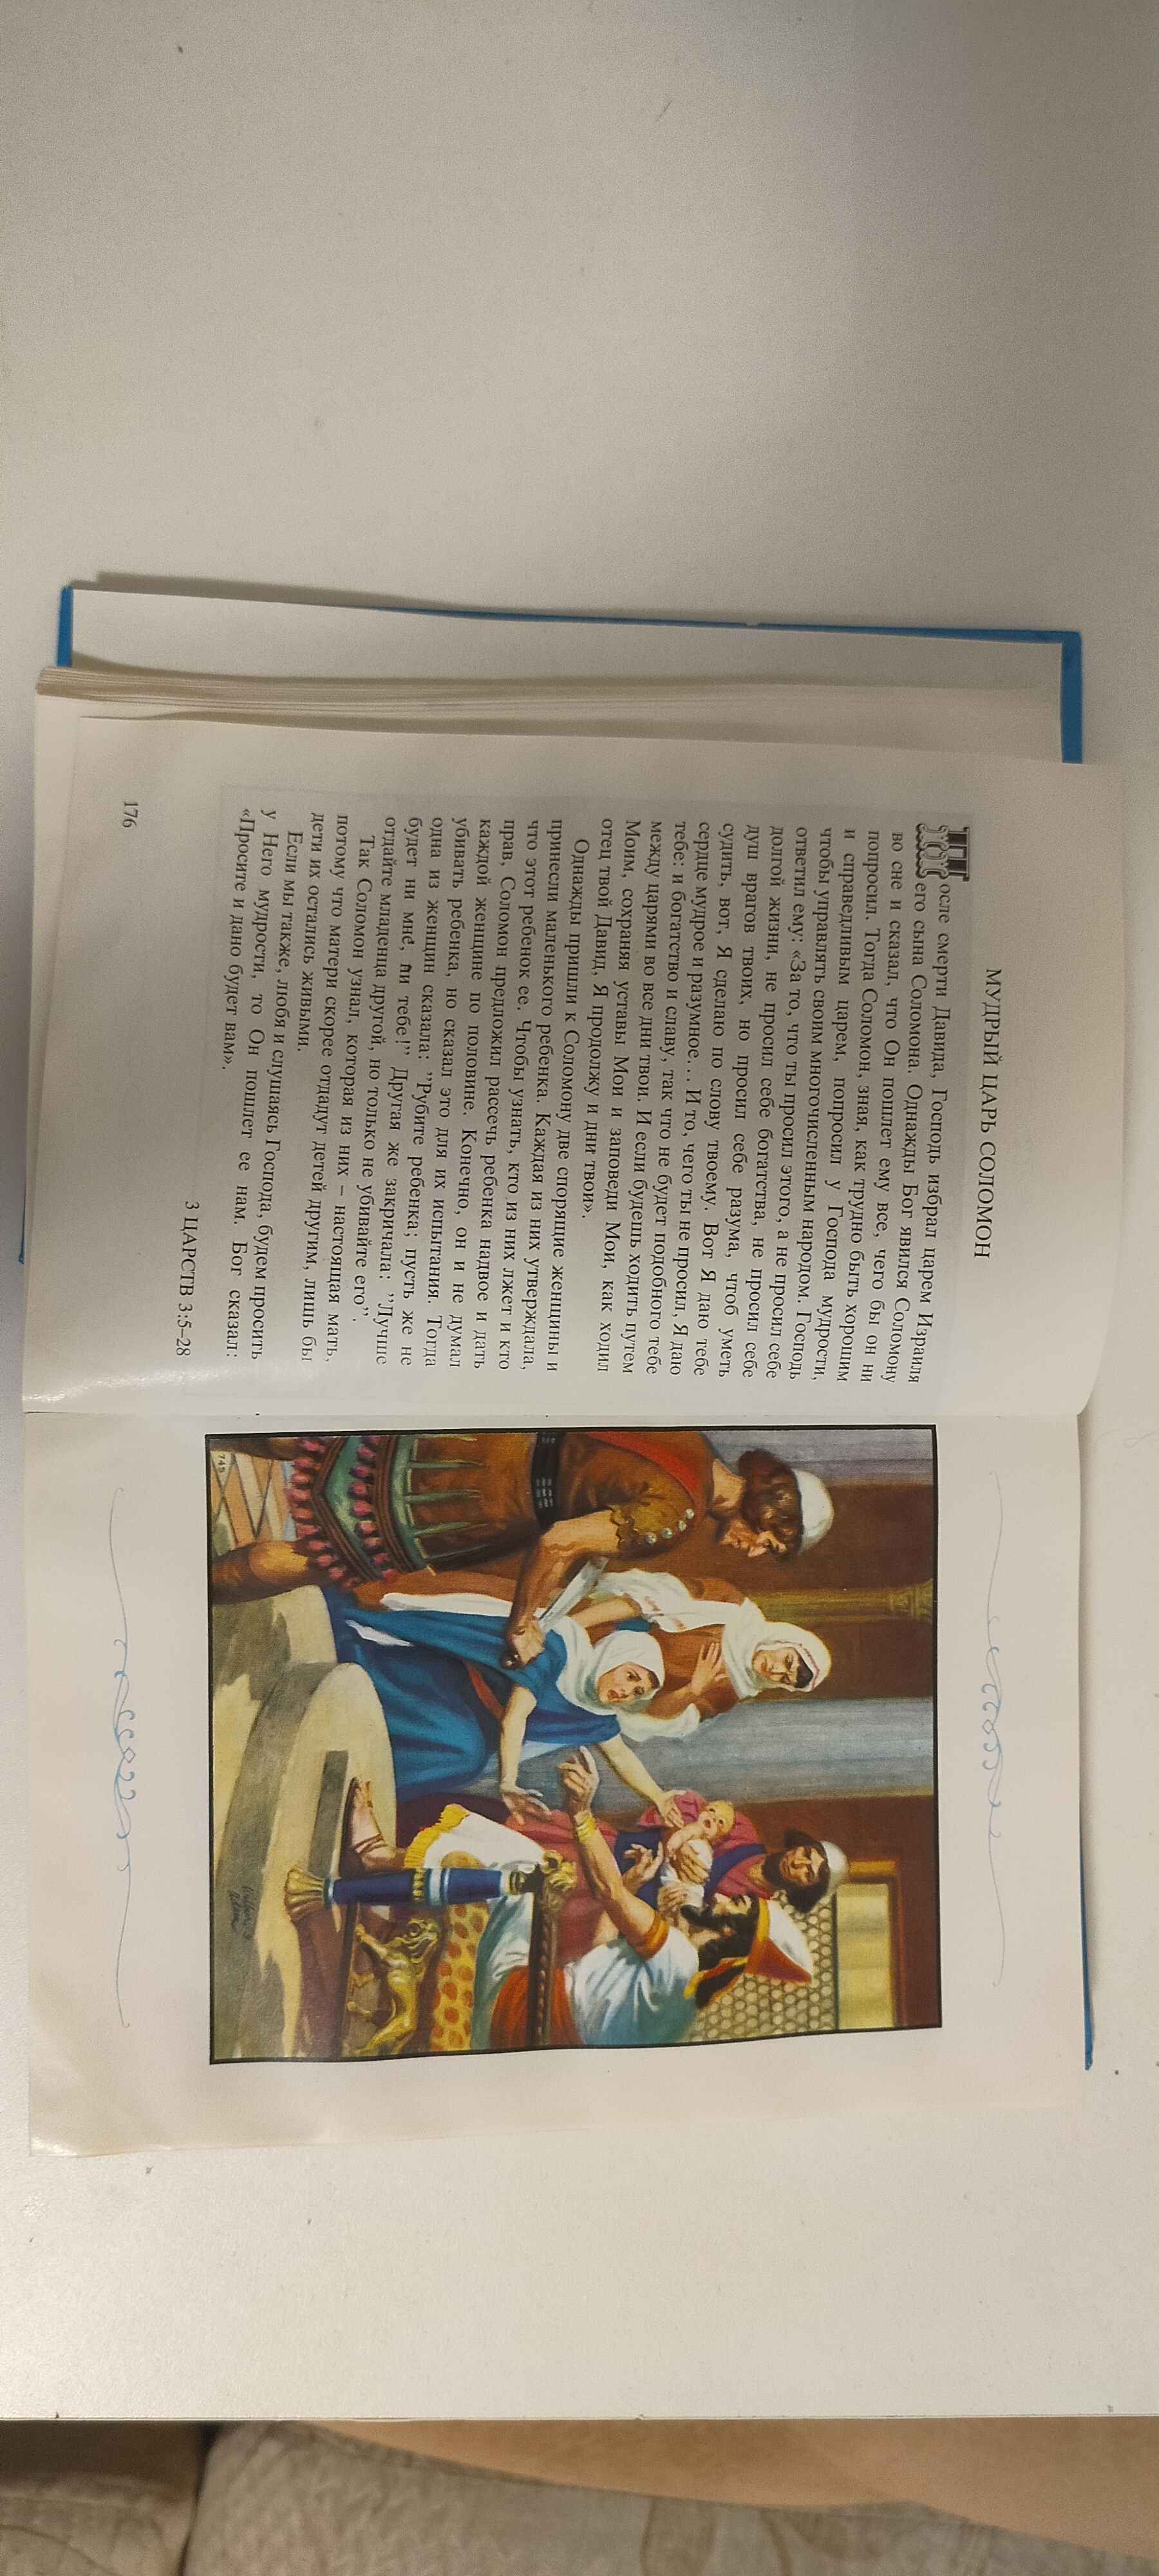 МУДРЫЙ ЦАРЬ СОЛОМОН
После смерти Давида, Господь избрал царем Израиля
его сына Соломона. Однажды Бог явился Соломону
во сне и сказал, что Он пошлет ему все, чего бы он ни
попросил. Тогда Соломон, зная, как трудно быть хорошим
и справедливым царем, попросил у Господа мудрости,
чтобы управлять своим многочисленным народом. Господь
ответил ему: «За то, что ты просил этого, а не просил себе
долгой жизни, не просил себе богатства, не просил себе
душ врагов твоих, но просил себе разума, чтоб уметь
судить, вот, Я сделаю по слову твоему. Вот Я даю тебе
сердце мудрое и разумное... И то, чего ты не просил, Я даю
тебе: и богатство и славу, так что не будет подобного тебе
между царями во все дни твои. И если будешь ходить путем
Моим, сохраняя уставы Мои и заповеди Мои, как ходил
отец твой Давид, Я продолжу и дни твои».
Однажды пришли к Соломону две спорящие женщины и
принесли маленького ребенка. Каждая из них утверждала,
что этот ребенок ее. Чтобы узнать, кто из них лжет и кто
прав, Соломон предложил рассечь ребенка надвое и дать
каждой женщине по половине. Конечно, он и не думал
убивать ребенка, но сказал это для их испытания. Тогда
одна из женщин сказала: ”Рубите ребенка; пусть же не
будет ни мне, ни тебе!” Другая же закричала: ”Лучше
отдайте младенца другой, но только не убивайте его”.
Так Соломон узнал, которая из них – настоящая мать,
потому что матери скорее отдадут детей другим, лишь бы
дети их остались живыми.
Если мы также, любя и слушаясь Господа, будем просить
у Него мудрости, то Он пошлет ее нам. Бог сказал:
«Просите и дано будет вам».
3 ЦАРСТВ 3:5–28
176
745